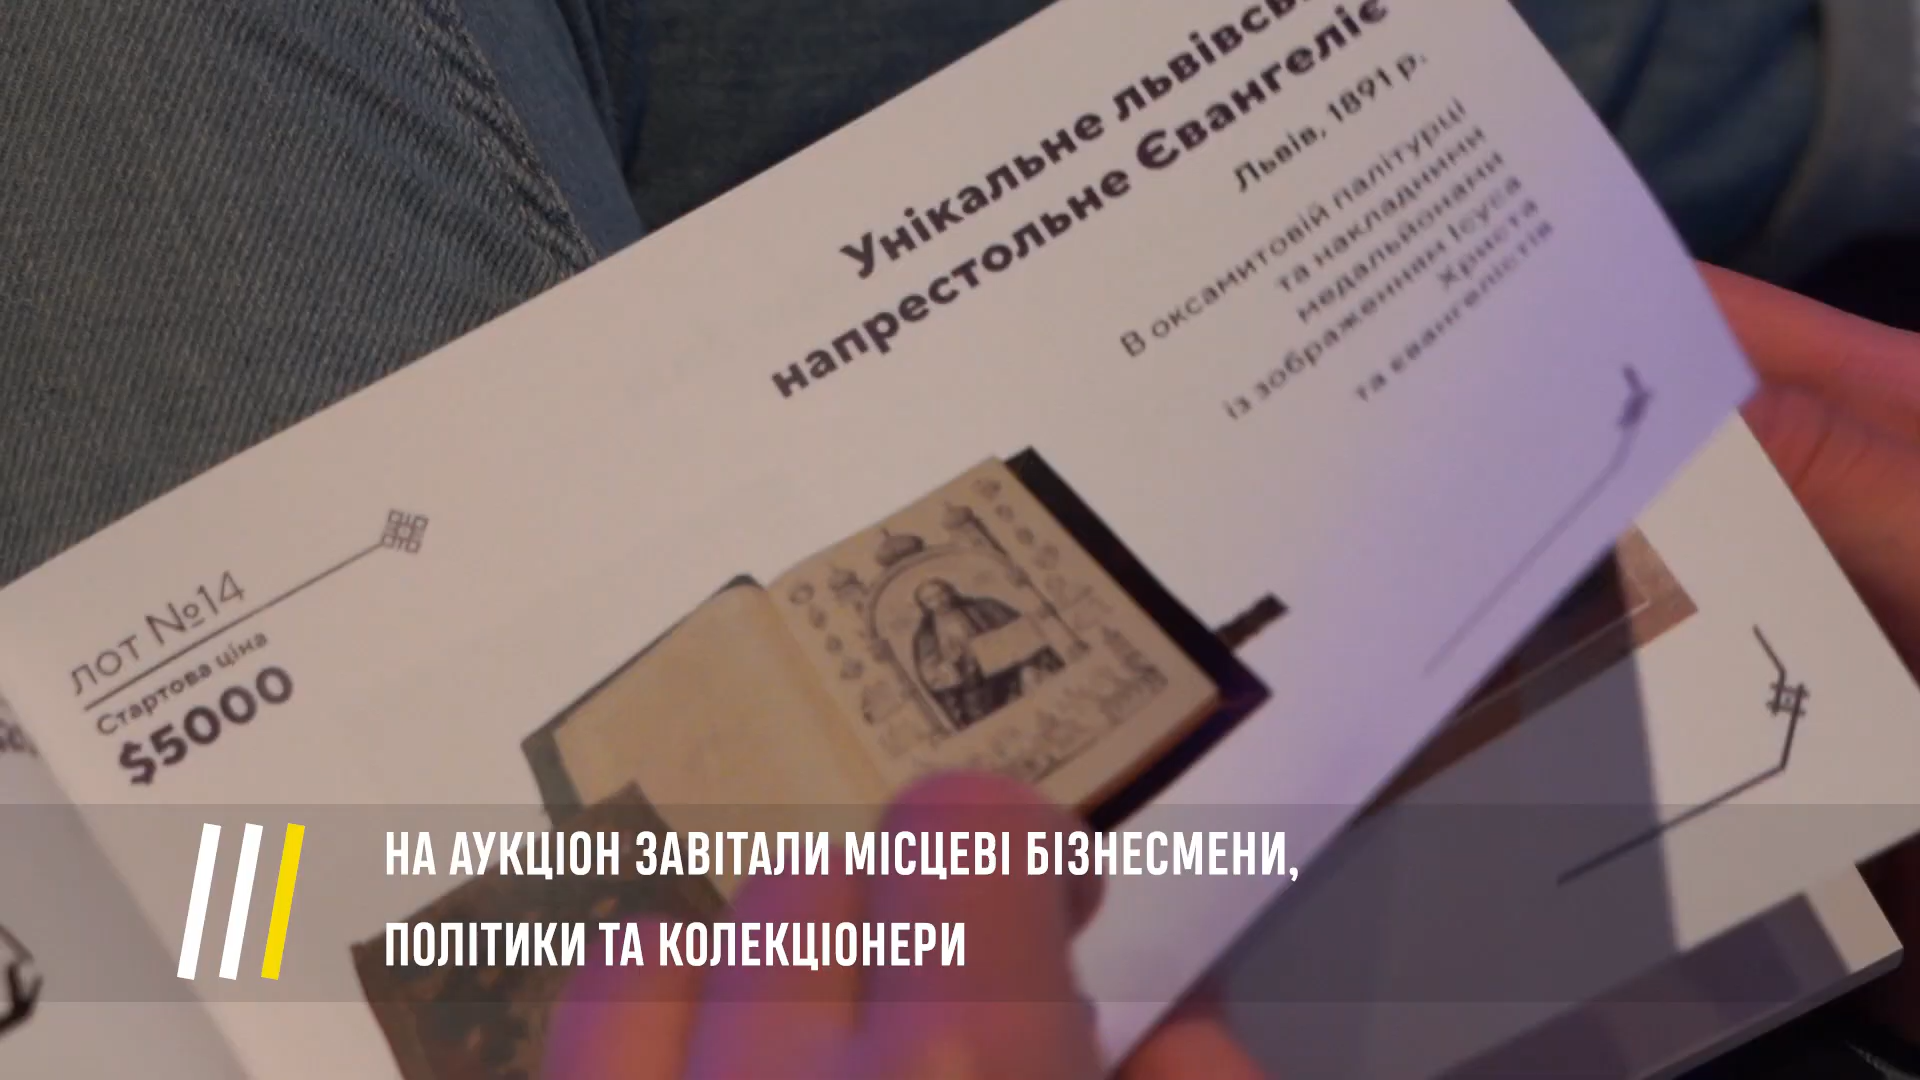 Унікальне львівське
напрестольне Євангеліє
Львів, 1891 р.
В оксамитовій палітурці
та накладними
медальйонами
із зображенням Ісуса
Христа
та євангелістів
ЛОТ №14
Стартова ціна
$5000
НА АУКЦІОН ЗАВІТАЛИ МІСЦЕВІ БІЗНЕСМЕНИ,
ПОЛІТИКИ ТА КОЛЕКЦІОНЕРИ